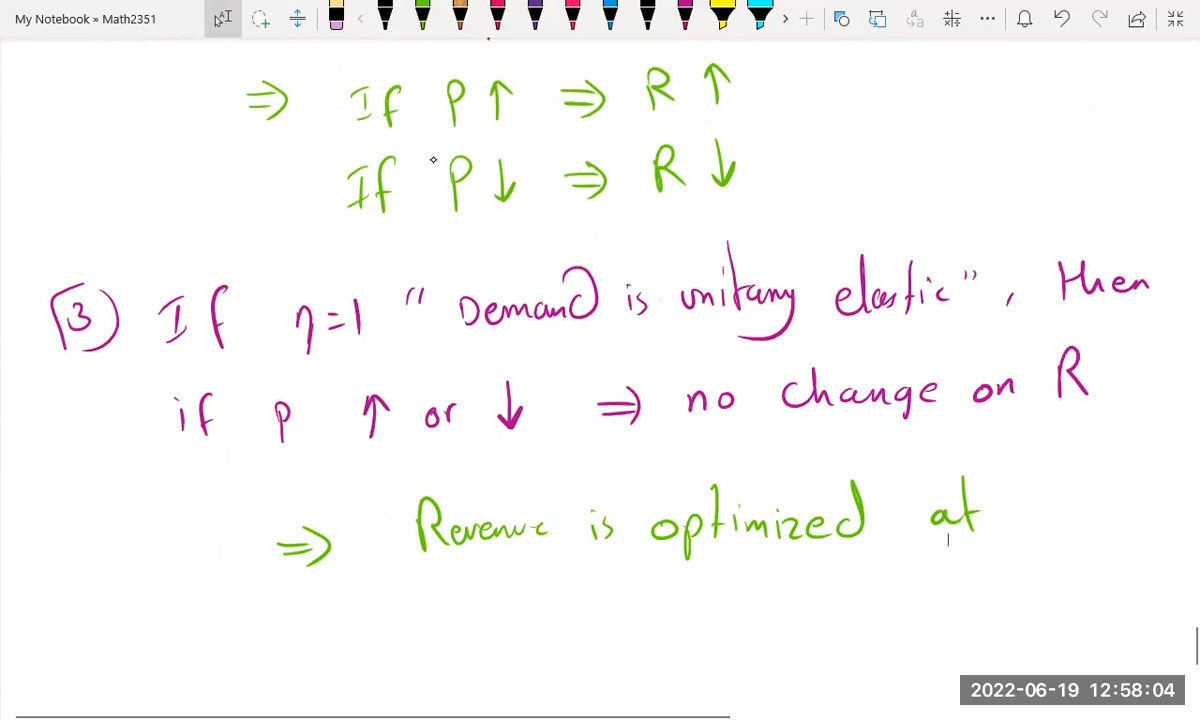 My Notebook » Math2351
⇒ If P ↑ ⇒ R ↑
If P ↓ ⇒ R ↓
③ If η=1 "Demand is unitary elastic", then
if p ↑ or ↓ ⇒ no change on R
⇒ Revenue is optimized at
2022-06-19 12:58:04